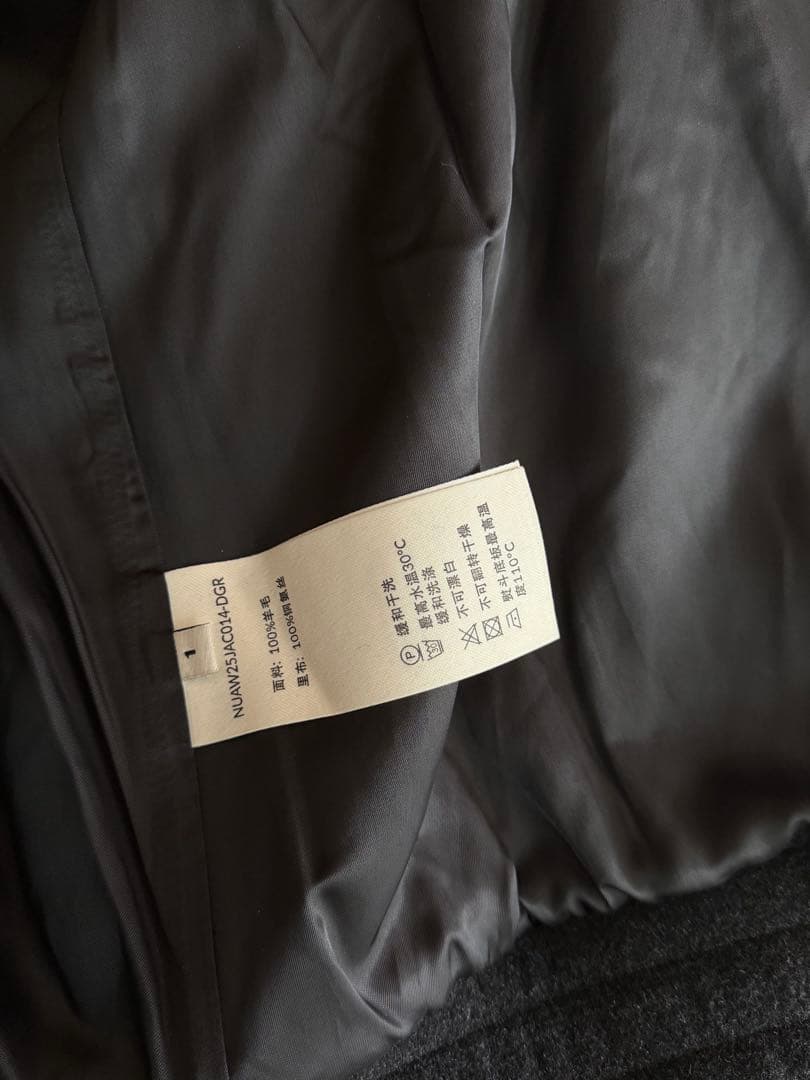 1
NUAW25JAC014-DGR
面料: 100%羊毛
里布: 100%铜氨丝
P 缓和干洗
30 最高水温30°C
缓和洗涤
不可漂白
不可翻转干燥
熨斗底板最高温
度110°C